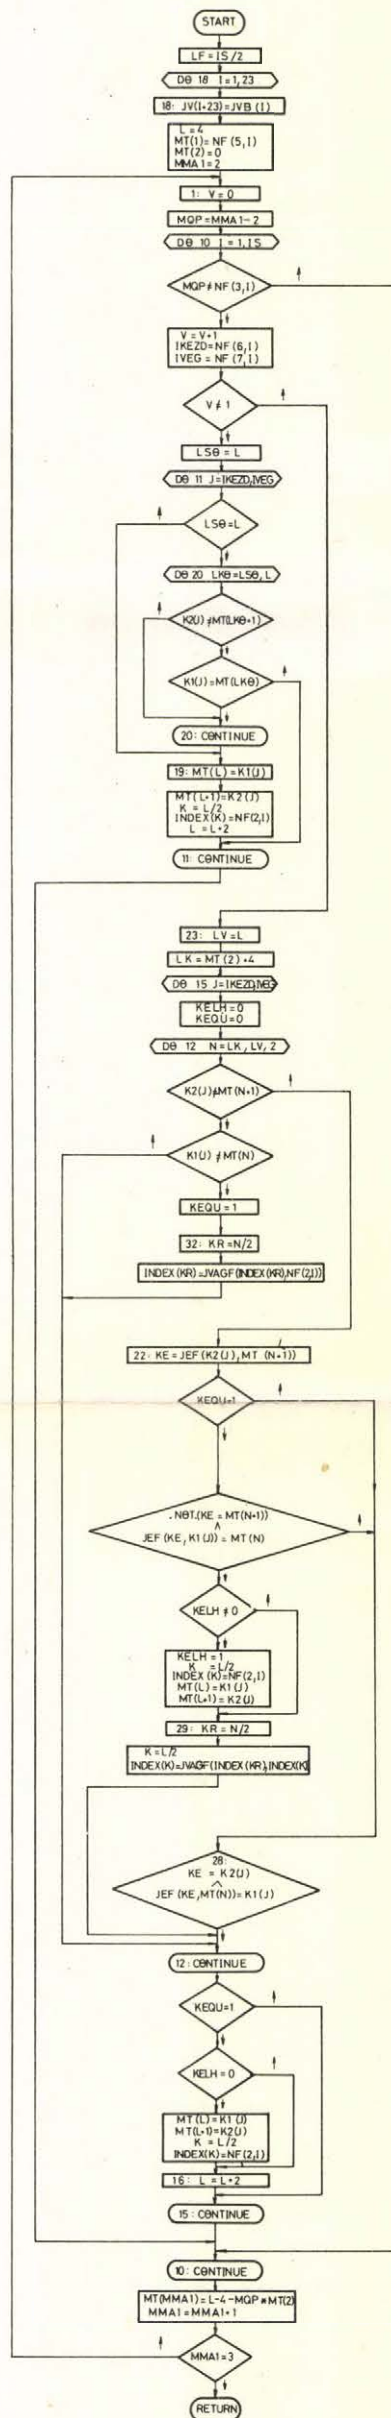 START
LF = IS/2
DØ 18 I = 1,23
18: JV(I+23)=JVB(I)
L = 4
MT(1)= NF(5,I)
MT(2)=0
MMA1=2
1: V = 0
MQP=MMA1-2
DØ 10 I = 1,IS
MQP≠NF(3,I)
V = V+1
IKEZD=NF(6,I)
IVEG = NF(7,I)
V ≠ 1
LSØ = L
DØ 11 J=IKEZD,IVEG
LSØ=L
DØ 20 LKØ=LSØ,L
K2(J)≠MT(LKØ+1)
K1(J)=MT(LKØ)
20: CONTINUE
19: MT(L)=K1(J)
MT(L+1)=K2(J)
K = L/2
INDEX(K)=NF(2,I)
L = L+2
11: CØNTINUE
23: LV=L
LK=MT(2)+4
DØ 15 J=IKEZD,IVEG
KELH=0
KEQU=0
DØ 12 N=LK,LV,2
K2(J)≠MT(N+1)
K1(J)≠MT(N)
KEQU=1
32: KR=N/2
INDEX(KR)=JVAGF(INDEX(KR),NF(2,I))
22: KE=JEF(K2(J),MT(N+1))
KEQU=1
.NØT.(KE=MT(N+1))
∧
JEF(KE,K1(J))=MT(N)
KELH≠0
KELH=1
K = L/2
INDEX(K)=NF(2,I)
MT(L)=K1(J)
MT(L+1)=K2(J)
29: KR = N/2
K=L/2
INDEX(K)=JVAGF(INDEX(KR),INDEX(K)
28:
KE = K2(J)
∧
JEF(KE,MT(N))=K1(J)
12: CØNTINUE
KEQU=1
KELH=0
MT(L)=K1(J)
MT(L+1)=K2(J)
K = L/2
INDEX(K)=NF(2,I)
16: L=L+2
15: CØNTINUE
10: CØNTINUE
MT(MMA1)=L-4-MQP*MT(2)
MMA1=MMA1+1
MMA1=3
RETURN